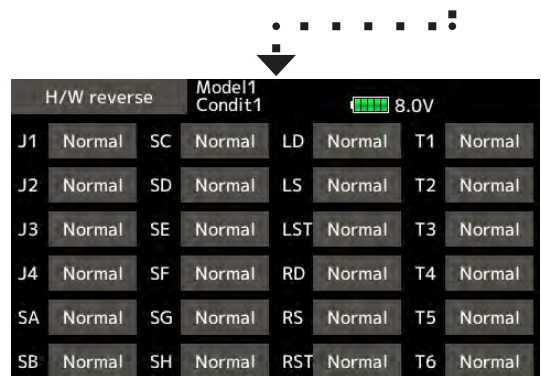 H/W reverse Model1
Condit1 8.0V
J1 Normal SC Normal LD Normal T1 Normal
J2 Normal SD Normal LS Normal T2 Normal
J3 Normal SE Normal LST Normal T3 Normal
J4 Normal SF Normal RD Normal T4 Normal
SA Normal SG Normal RS Normal T5 Normal
SB Normal SH Normal RST Normal T6 Normal